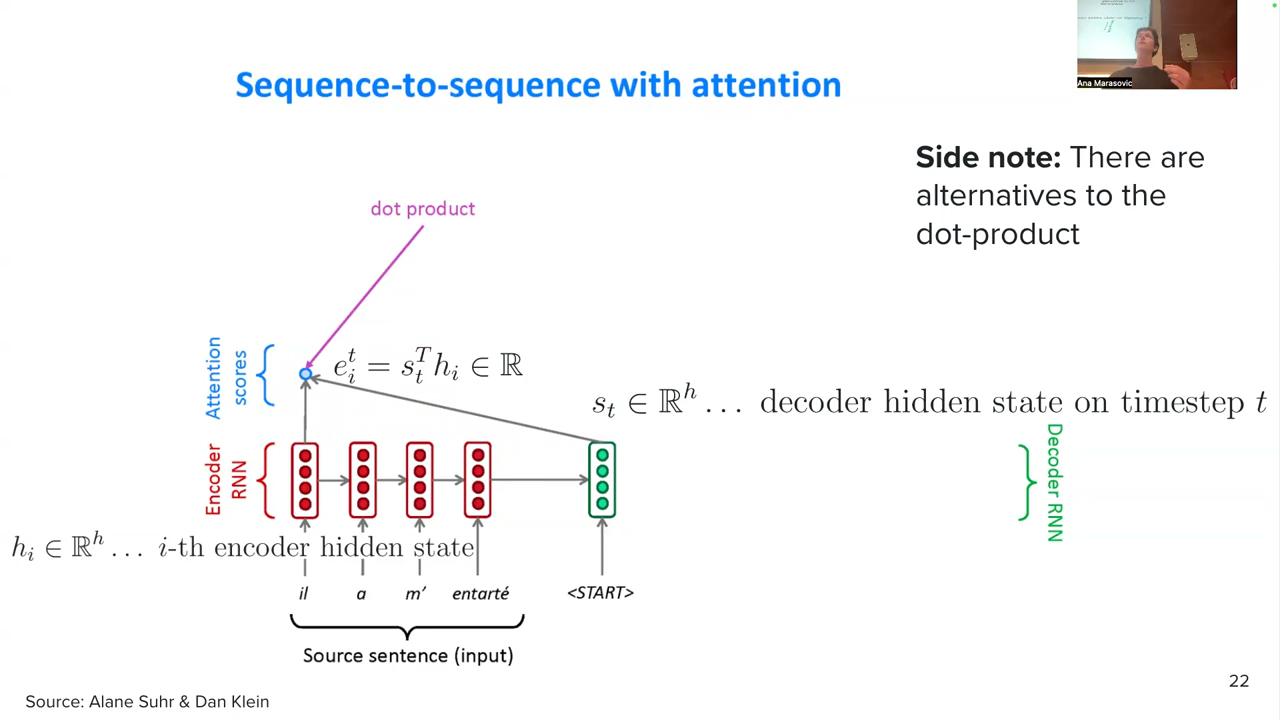 Sequence-to-sequence with attention
Ana Marasovic
Side note: There are
alternatives to the
dot-product
dot product
Attention
scores
e_i^t = s_t^T h_i ∈ ℝ
s_t ∈ ℝ^h … decoder hidden state on timestep t
Encoder
RNN
Decoder RNN
h_i ∈ ℝ^h … i-th encoder hidden state
il a m’ entarté <START>
Source sentence (input)
22
Source: Alane Suhr & Dan Klein